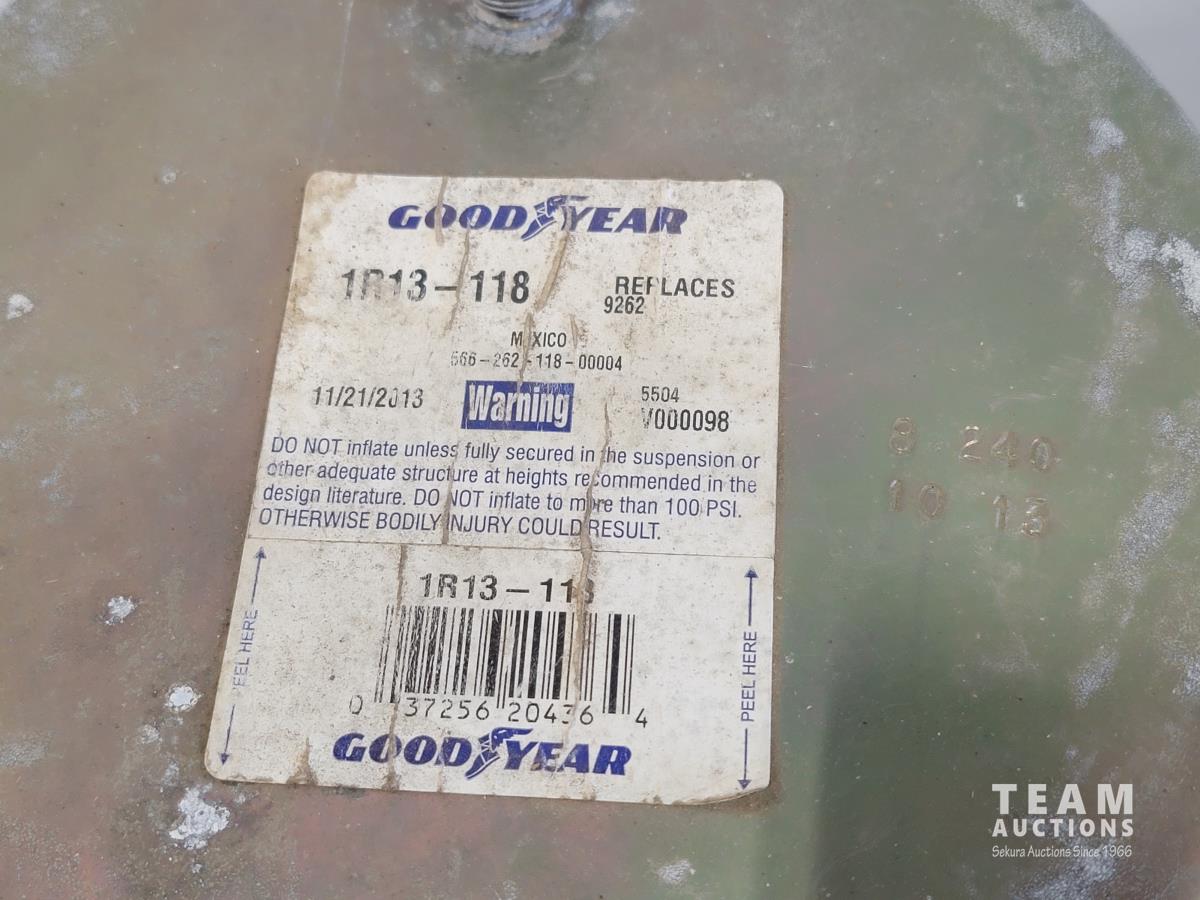 GOODYEAR
1R13-118
REPLACES
9262
MEXICO
566-262-118-00004
11/21/2013
Warning
5504
V000098
DO NOT inflate unless fully secured in the suspension or
other adequate structure at heights recommended in the
design literature. DO NOT inflate to more than 100 PSI.
OTHERWISE BODILY INJURY COULD RESULT.
1R13-118
PEEL HERE
PEEL HERE
0 37256 20436 4
GOODYEAR
8 240
10 13
TEAM
AUCTIONS
Sekura Auctions Since 1966